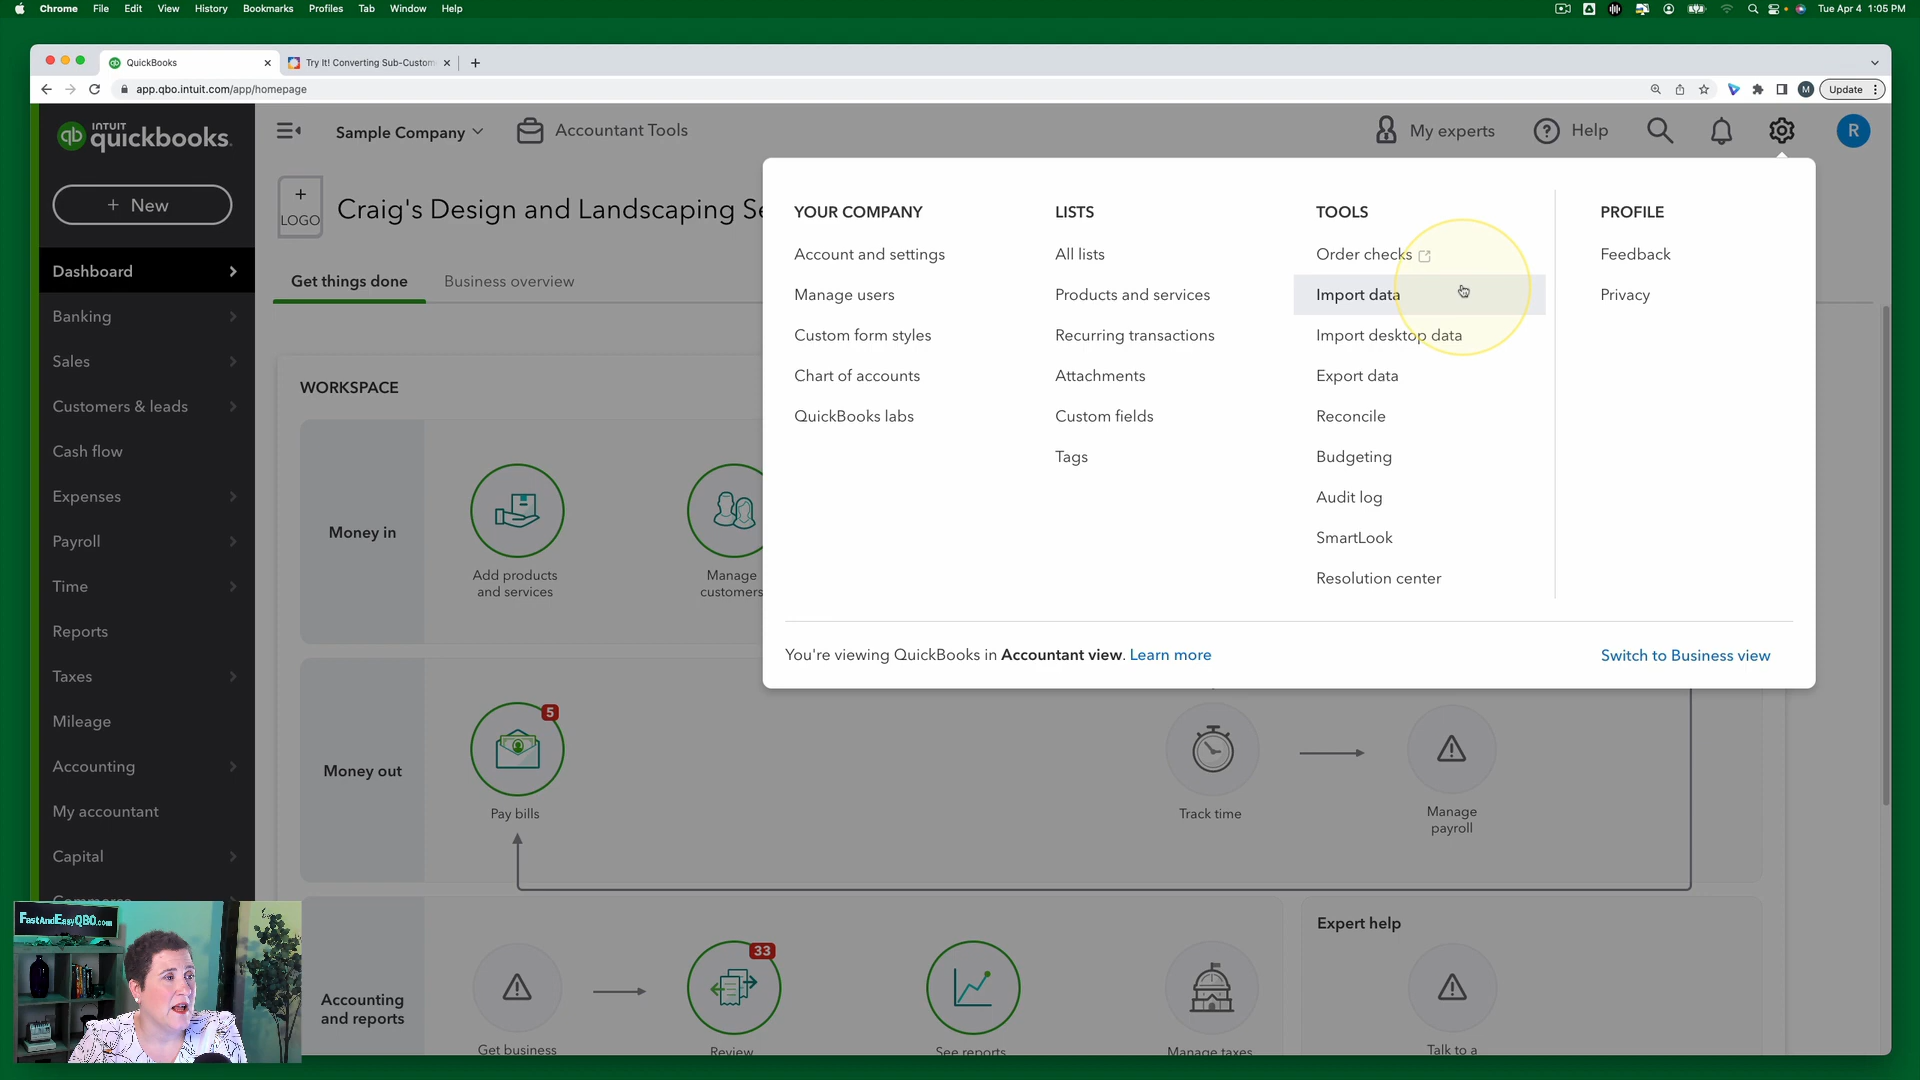 Chrome File Edit View History Bookmarks Profiles Tab Window Help
Tue Apr 4 1:05 PM
QuickBooks
Try It! Converting Sub-Custom
app.qbo.intuit.com/app/homepage
M
Update
INTUIT
qb quickbooks.
Sample Company
Accountant Tools
My experts
Help
R
+ New
+
LOGO
Craig's Design and Landscaping Se
Get things done
Business overview
Dashboard
Banking
Sales
Customers & leads
Cash flow
Expenses
Payroll
Time
Reports
Taxes
Mileage
Accounting
My accountant
Capital
Commerce
YOUR COMPANY
Account and settings
Manage users
Custom form styles
Chart of accounts
QuickBooks labs
LISTS
All lists
Products and services
Recurring transactions
Attachments
Custom fields
Tags
TOOLS
Order checks
Import data
Import desktop data
Export data
Reconcile
Budgeting
Audit log
SmartLook
Resolution center
PROFILE
Feedback
Privacy
You're viewing QuickBooks in Accountant view. Learn more
Switch to Business view
WORKSPACE
Money in
Add products
and services
Manage
customers
Money out
5
Pay bills
Track time
Manage
payroll
Accounting
and reports
Get business
33
Review
See reports
Manage taxes
Expert help
Talk to a
FastAndEasyQBO.com